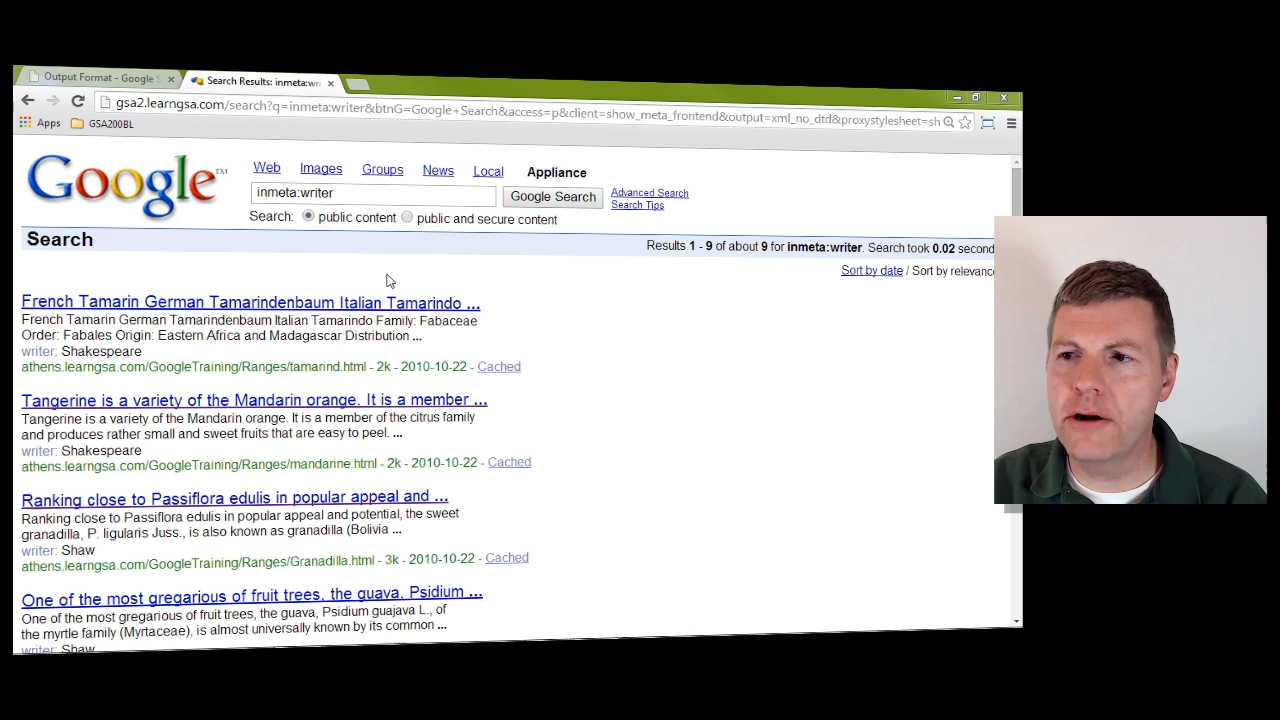 Output Format - Google S
Search Results: inmeta:wri
gsa2.learngsa.com/search?q=inmeta:writer&btnG=Google+Search&access=p&client=show_meta_frontend&output=xml_no_dtd&proxystylesheet=sh
Apps GSA200BL
Google™
Web Images Groups News Local Appliance
inmeta:writer Google Search Advanced Search
Search Tips
Search: public content public and secure content
Search Results 1 - 9 of about 9 for inmeta:writer. Search took 0.02 second
Sort by date / Sort by relevance
French Tamarin German Tamarindenbaum Italian Tamarindo ...
French Tamarin German Tamarindenbaum Italian Tamarindo Family: Fabaceae
Order: Fabales Origin: Eastern Africa and Madagascar Distribution ...
writer: Shakespeare
athens.learngsa.com/GoogleTraining/Ranges/tamarind.html - 2k - 2010-10-22 - Cached
Tangerine is a variety of the Mandarin orange. It is a member ...
Tangerine is a variety of the Mandarin orange. It is a member of the citrus family
and produces rather small and sweet fruits that are easy to peel. ...
writer: Shakespeare
athens.learngsa.com/GoogleTraining/Ranges/mandarine.html - 2k - 2010-10-22 - Cached
Ranking close to Passiflora edulis in popular appeal and ...
Ranking close to Passiflora edulis in popular appeal and potential, the sweet
granadilla, P. ligularis Juss., is also known as granadilla (Bolivia ...
writer: Shaw
athens.learngsa.com/GoogleTraining/Ranges/Granadilla.html - 3k - 2010-10-22 - Cached
One of the most gregarious of fruit trees, the guava, Psidium ...
One of the most gregarious of fruit trees, the guava, Psidium guajava L., of
the myrtle family (Myrtaceae), is almost universally known by its common ...
writer: Shaw